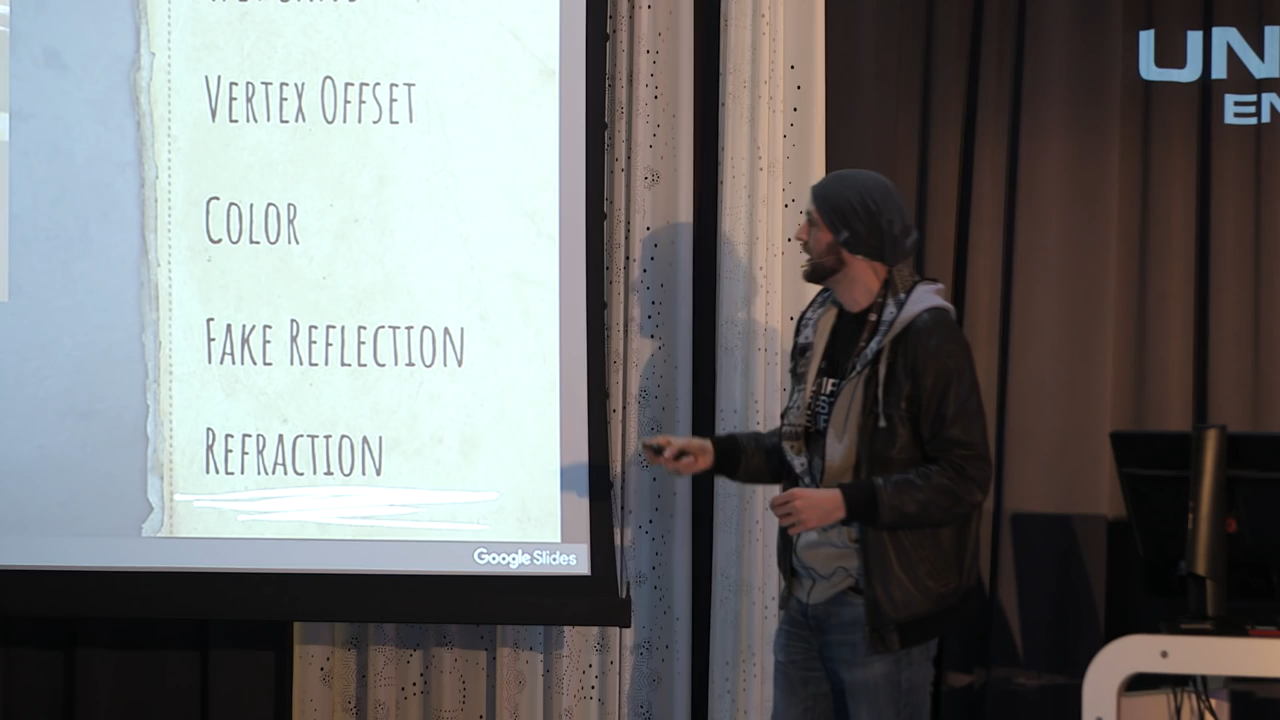 VERTEX OFFSET
COLOR
FAKE REFLECTION
REFRACTION
Google Slides
UN
EN